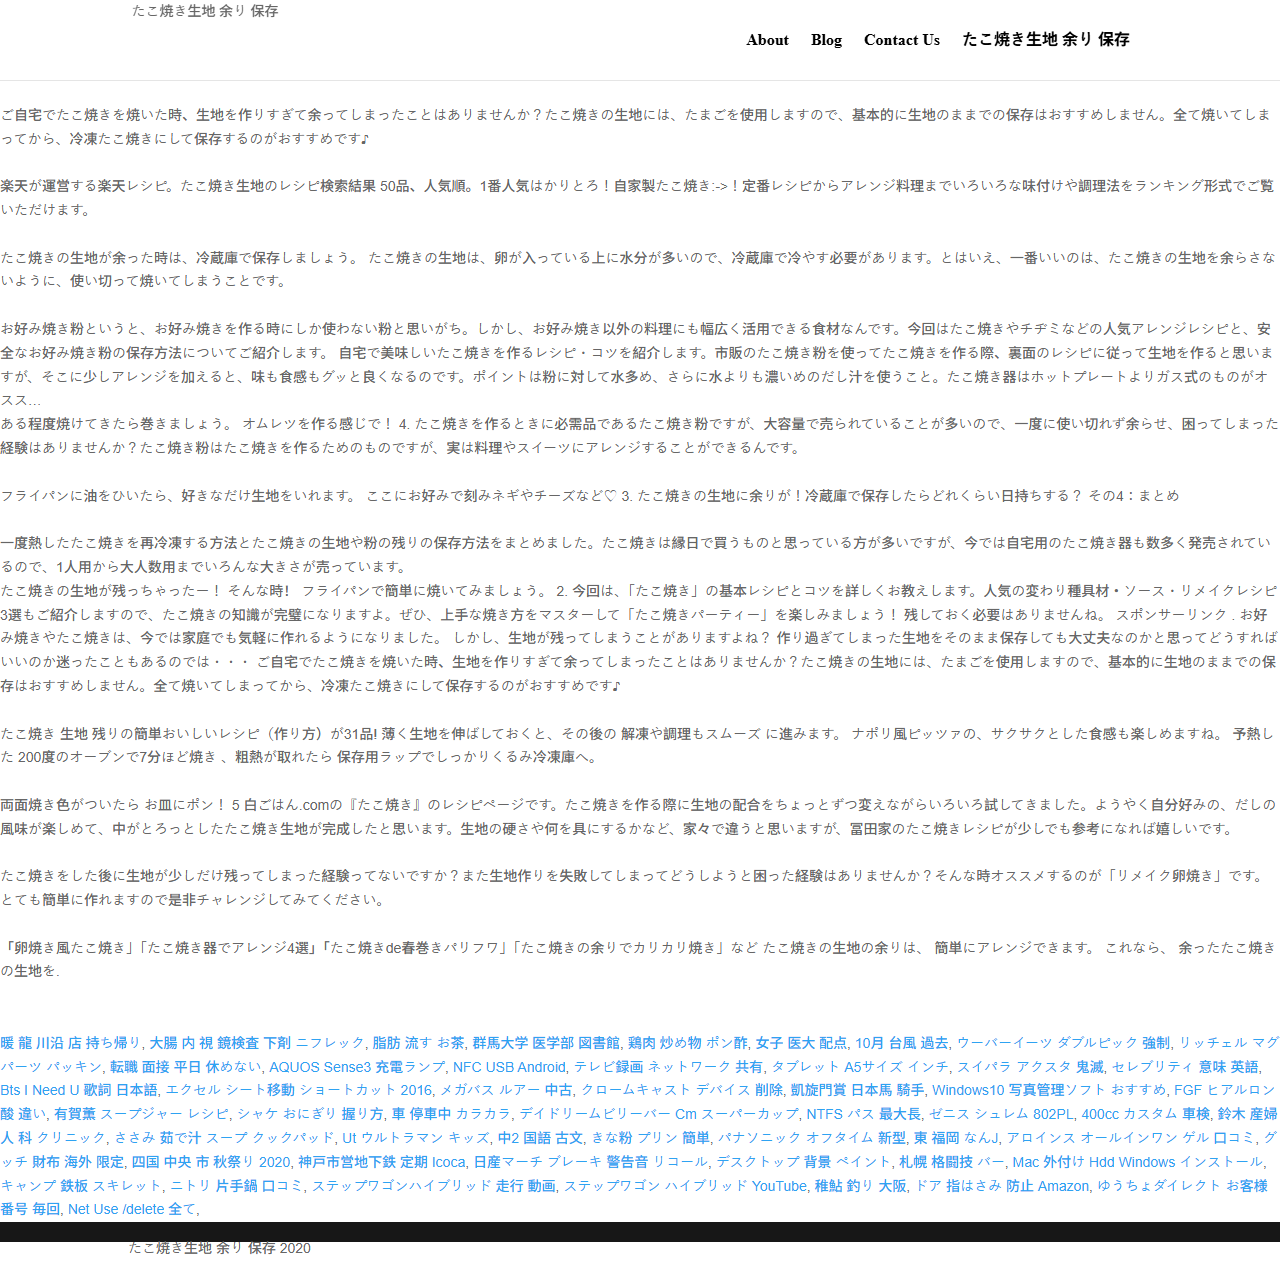 たこ焼き生地 余り 保存
About Blog Contact Us たこ焼き生地 余り 保存
ご自宅でたこ焼きを焼いた時、生地を作りすぎて余ってしまったことはありませんか？たこ焼きの生地には、たまごを使用しますので、基本的に生地のままでの保存はおすすめしません。全て焼いてしま
ってから、冷凍たこ焼きにして保存するのがおすすめです♪
楽天が運営する楽天レシピ。たこ焼き生地のレシピ検索結果 50品、人気順。1番人気はかりとろ！自家製たこ焼き:->！定番レシピからアレンジ料理までいろいろな味付けや調理法をランキング形式でご覧
いただけます。
たこ焼きの生地が余った時は、冷蔵庫で保存しましょう。 たこ焼きの生地は、卵が入っている上に水分が多いので、冷蔵庫で冷やす必要があります。とはいえ、一番いいのは、たこ焼きの生地を余らさな
いように、使い切って焼いてしまうことです。
お好み焼き粉というと、お好み焼きを作る時にしか使わない粉と思いがち。しかし、お好み焼き以外の料理にも幅広く活用できる食材なんです。今回はたこ焼きやチヂミなどの人気アレンジレシピと、安
全なお好み焼き粉の保存方法についてご紹介します。 自宅で美味しいたこ焼きを作るレシピ・コツを紹介します。市販のたこ焼き粉を使ってたこ焼きを作る際、裏面のレシピに従って生地を作ると思いま
すが、そこに少しアレンジを加えると、味も食感もグッと良くなるのです。ポイントは粉に対して水多め、さらに水よりも濃いめのだし汁を使うこと。たこ焼き器はホットプレートよりガス式のものがオ
スス…
ある程度焼けてきたら巻きましょう。 オムレツを作る感じで！ 4. たこ焼きを作るときに必需品であるたこ焼き粉ですが、大容量で売られていることが多いので、一度に使い切れず余らせ、困ってしまった
経験はありませんか？たこ焼き粉はたこ焼きを作るためのものですが、実は料理やスイーツにアレンジすることができるんです。
フライパンに油をひいたら、好きなだけ生地をいれます。 ここにお好みで刻みネギやチーズなど♡ 3. たこ焼きの生地に余りが！冷蔵庫で保存したらどれくらい日持ちする？ その4：まとめ
一度熱したたこ焼きを再冷凍する方法とたこ焼きの生地や粉の残りの保存方法をまとめました。たこ焼きは縁日で買うものと思っている方が多いですが、今では自宅用のたこ焼き器も数多く発売されてい
るので、1人用から大人数用までいろんな大きさが売っています。
たこ焼きの生地が残っちゃったー！ そんな時！ フライパンで簡単に焼いてみましょう。 2. 今回は、「たこ焼き」の基本レシピとコツを詳しくお教えします。人気の変わり種具材・ソース・リメイクレシピ
3選もご紹介しますので、たこ焼きの知識が完璧になりますよ。ぜひ、上手な焼き方をマスターして「たこ焼きパーティー」を楽しみましょう！ 残しておく必要はありませんね。 スポンサーリンク . お好
み焼きやたこ焼きは、今では家庭でも気軽に作れるようになりました。 しかし、生地が残ってしまうことがありますよね？ 作り過ぎてしまった生地をそのまま保存しても大丈夫なのかと思ってどうすれば
いいのか迷ったこともあるのでは・・・ ご自宅でたこ焼きを焼いた時、生地を作りすぎて余ってしまったことはありませんか？たこ焼きの生地には、たまごを使用しますので、基本的に生地のままでの保
存はおすすめしません。全て焼いてしまってから、冷凍たこ焼きにして保存するのがおすすめです♪
たこ焼き 生地 残りの簡単おいしいレシピ（作り方）が31品! 薄く生地を伸ばしておくと、その後の 解凍や調理もスムーズ に進みます。 ナポリ風ピッツァの、サクサクとした食感も楽しめますね。 予熱し
た 200度のオーブンで7分ほど焼き 、粗熱が取れたら 保存用ラップでしっかりくるみ冷凍庫へ。
両面焼き色がついたら お皿にポン！ 5 白ごはん.comの『たこ焼き』のレシピページです。たこ焼きを作る際に生地の配合をちょっとずつ変えながらいろいろ試してきました。ようやく自分好みの、だしの
風味が楽しめて、中がとろっとしたたこ焼き生地が完成したと思います。生地の硬さや何を具にするかなど、家々で違うと思いますが、冨田家のたこ焼きレシピが少しでも参考になれば嬉しいです。
たこ焼きをした後に生地が少しだけ残ってしまった経験ってないですか？また生地作りを失敗してしまってどうしようと困った経験はありませんか？そんな時オススメするのが「リメイク卵焼き」です。
とても簡単に作れますので是非チャレンジしてみてください。
「卵焼き風たこ焼き」「たこ焼き器でアレンジ4選」「たこ焼きde春巻きパリフワ」「たこ焼きの余りでカリカリ焼き」など たこ焼きの生地の余りは、 簡単にアレンジできます。 これなら、 余ったたこ焼き
の生地を.
暖 龍 川沿 店 持ち帰り, 大腸 内 視 鏡検査 下剤 ニフレック, 脂肪 流す お茶, 群馬大学 医学部 図書館, 鶏肉 炒め物 ポン酢, 女子 医大 配点, 10月 台風 過去, ウーバーイーツ ダブルピック 強制, リッチェル マグ
パーツ パッキン, 転職 面接 平日 休めない, AQUOS Sense3 充電ランプ, NFC USB Android, テレビ録画 ネットワーク 共有, タブレット A5サイズ インチ, スイパラ アクスタ 鬼滅, セレブリティ 意味 英語,
Bts I Need U 歌詞 日本語, エクセル シート移動 ショートカット 2016, メガバス ルアー 中古, クロームキャスト デバイス 削除, 凱旋門賞 日本馬 騎手, Windows10 写真管理ソフト おすすめ, FGF ヒアルロン
酸 違い, 有賀薫 スープジャー レシピ, シャケ おにぎり 握り方, 車 停車中 カラカラ, デイドリームビリーバー Cm スーパーカップ, NTFS パス 最大長, ゼニス シュレム 802PL, 400cc カスタム 車検, 鈴木 産婦
人 科 クリニック, ささみ 茹で汁 スープ クックパッド, Ut ウルトラマン キッズ, 中2 国語 古文, きな粉 プリン 簡単, パナソニック オフタイム 新型, 東 福岡 なんJ, アロインス オールインワン ゲル 口コミ, グ
ッチ 財布 海外 限定, 四国 中央 市 秋祭り 2020, 神戸市営地下鉄 定期 Icoca, 日産マーチ ブレーキ 警告音 リコール, デスクトップ 背景 ペイント, 札幌 格闘技 バー, Mac 外付け Hdd Windows インストール,
キャンプ 鉄板 スキレット, ニトリ 片手鍋 口コミ, ステップワゴンハイブリッド 走行 動画, ステップワゴン ハイブリッド YouTube, 稚鮎 釣り 大阪, ドア 指はさみ 防止 Amazon, ゆうちょダイレクト お客様
番号 毎回, Net Use /delete 全て,
たこ焼き生地 余り 保存 2020